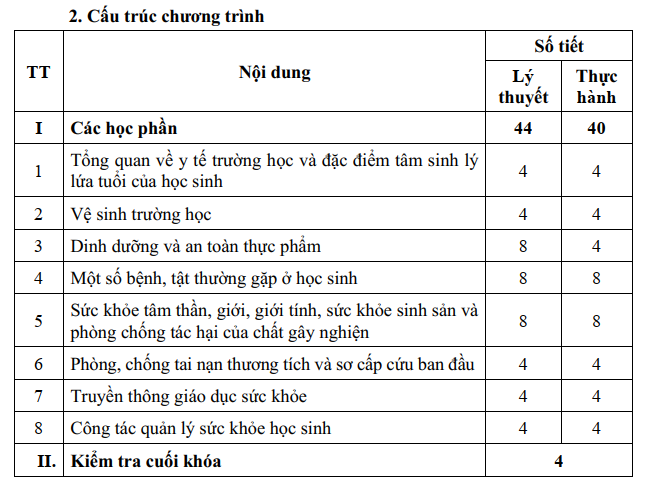 2. Cấu trúc chương trình
TT
Nội dung
Số tiết
Lý thuyết
Thực hành
I Các học phần 44 40
1 Tổng quan về y tế trường học và đặc điểm tâm sinh lý
lứa tuổi của học sinh 4 4
2 Vệ sinh trường học 4 4
3 Dinh dưỡng và an toàn thực phẩm 8 4
4 Một số bệnh, tật thường gặp ở học sinh 8 8
5 Sức khỏe tâm thần, giới, giới tính, sức khỏe sinh sản và
phòng chống tác hại của chất gây nghiện 8 8
6 Phòng, chống tai nạn thương tích và sơ cấp cứu ban đầu 4 4
7 Truyền thông giáo dục sức khỏe 4 4
8 Công tác quản lý sức khỏe học sinh 4 4
II. Kiểm tra cuối khóa 4